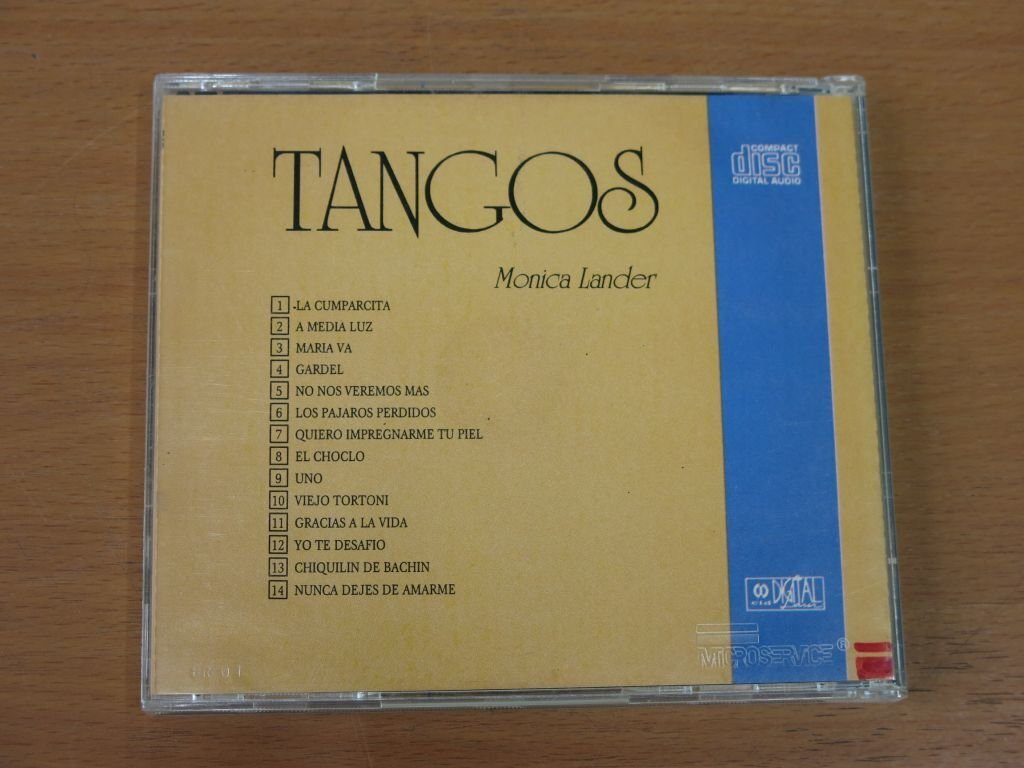 TANGOS
Monica Lander
1 LA CUMPARCITA
2 A MEDIA LUZ
3 MARIA VA
4 GARDEL
5 NO NOS VEREMOS MAS
6 LOS PAJAROS PERDIDOS
7 QUIERO IMPREGNARME TU PIEL
8 EL CHOCLO
9 UNO
10 VIEJO TORTONI
11 GRACIAS A LA VIDA
12 YO TE DESAFIO
13 CHIQUILIN DE BACHIN
14 NUNCA DEJES DE AMARME
COMPACT
disc
DIGITAL AUDIO
DIGITAL
MICROSERVICE®